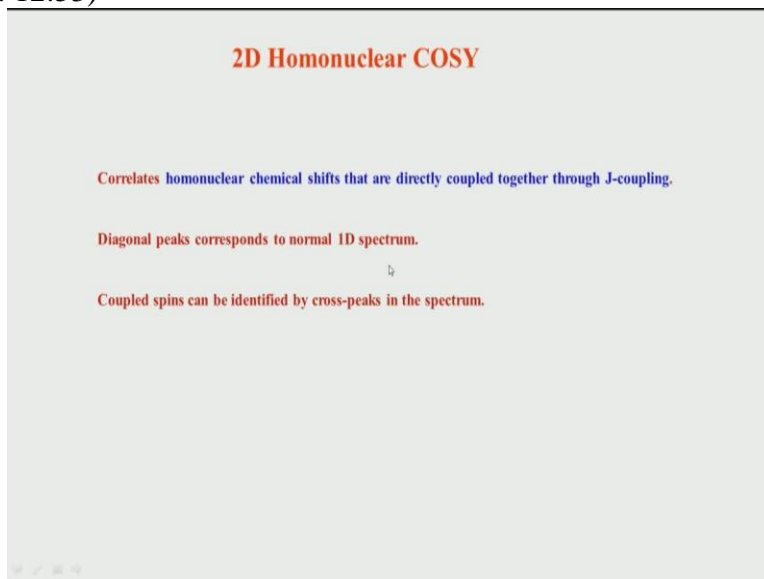 2D Homonuclear COSY
Correlates homonuclear chemical shifts that are directly coupled together through J-coupling.
Diagonal peaks corresponds to normal 1D spectrum.
Coupled spins can be identified by cross-peaks in the spectrum.